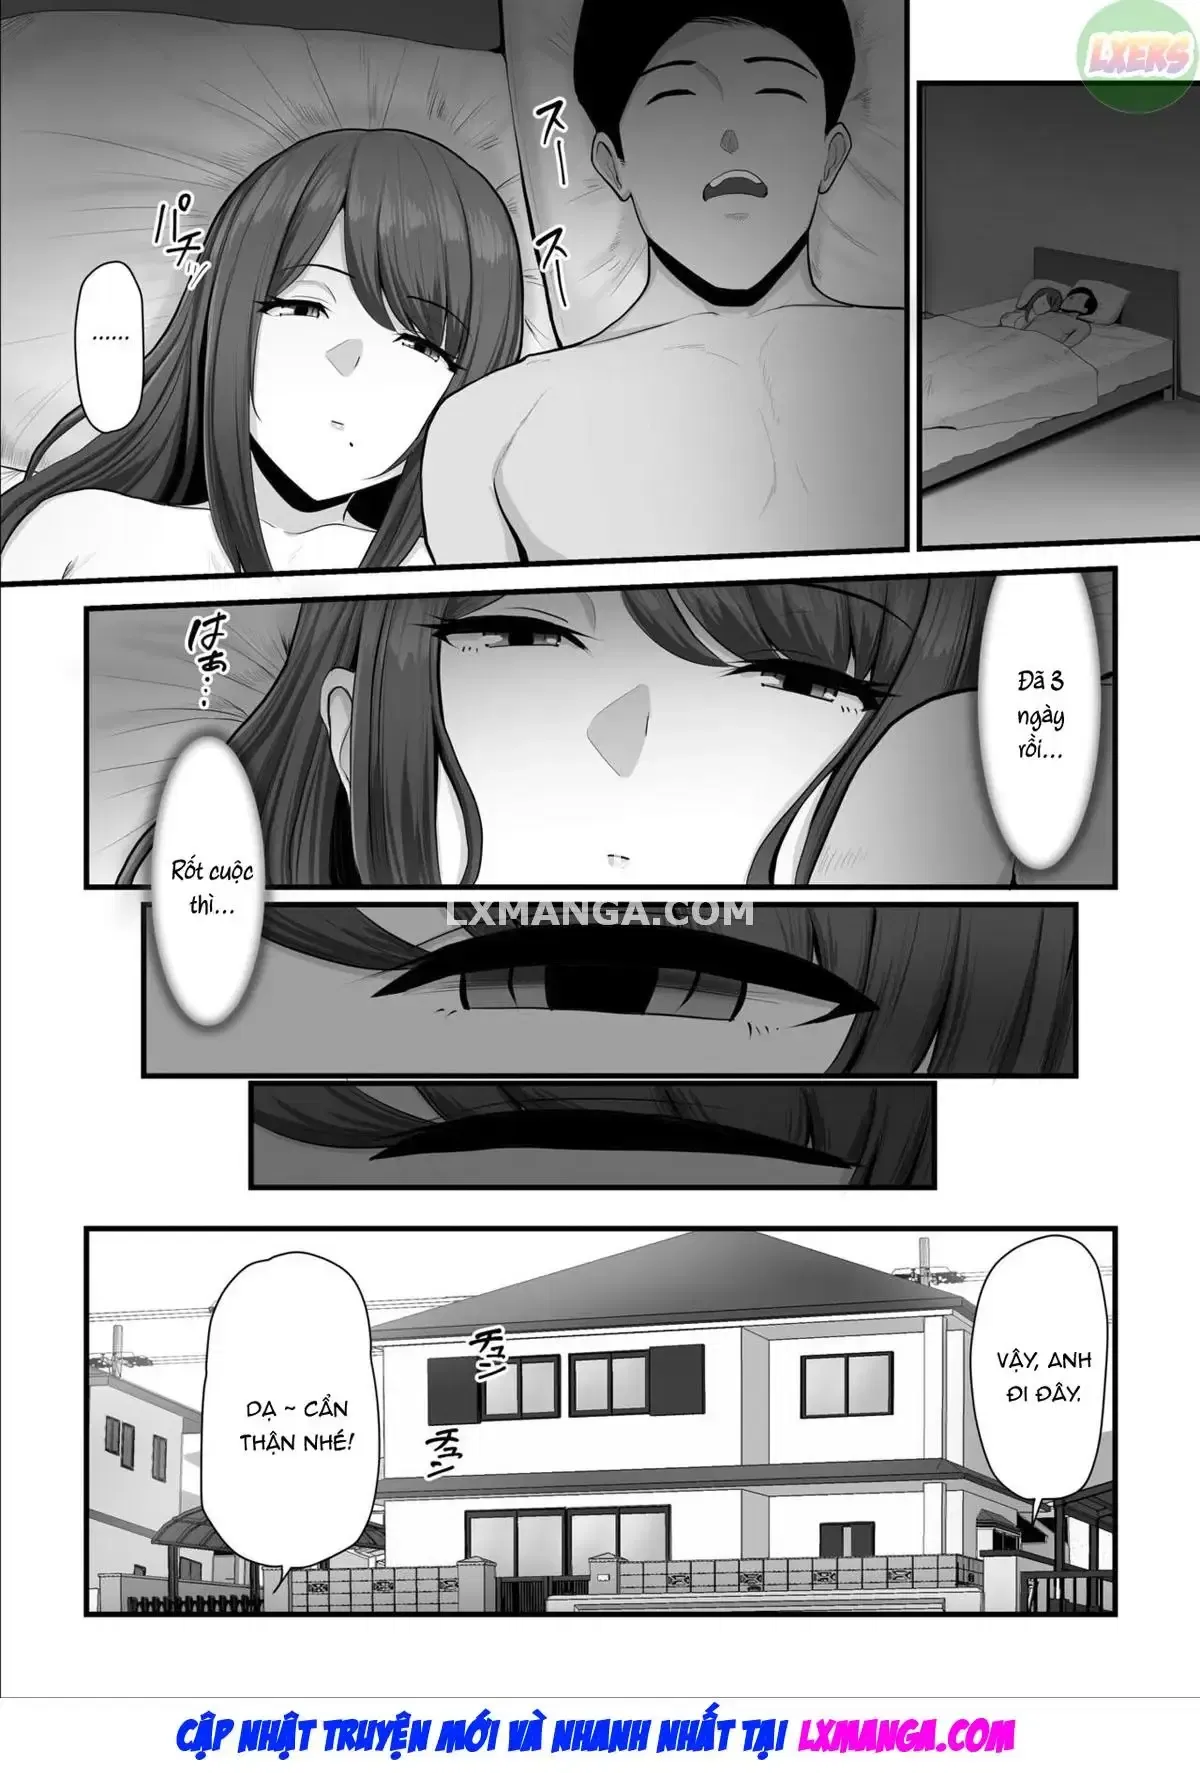 LXERS
スースー
パチッ
.......
はぁ...
Đã 3
ngày
rồi...
Rốt cuộc
thì...
LXMANGA.COM
VẬY, ANH
ĐI ĐÂY.
チュン
チュン
DẠ ~ CẨN
THẬN NHÉ!
CẬP NHẬT TRUYỆN MỚI VÀ NHANH NHẤT TẠI LXMANGA.COM